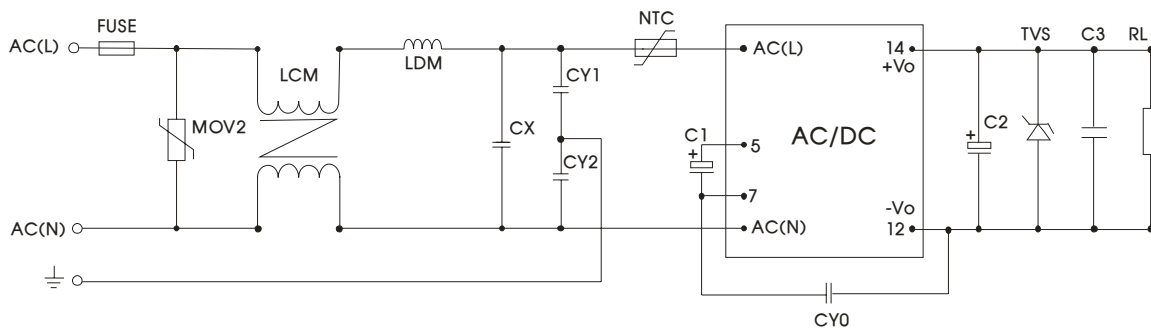 FUSE
NTC
AC(L)
LCM
LDM
CY1
AC(L)
14
+Vo
TVS
C3
RL
MOV2
CX
C1
+
5
AC/DC
+
C2
CY2
7
-Vo
AC(N)
AC(N)
12
CY0